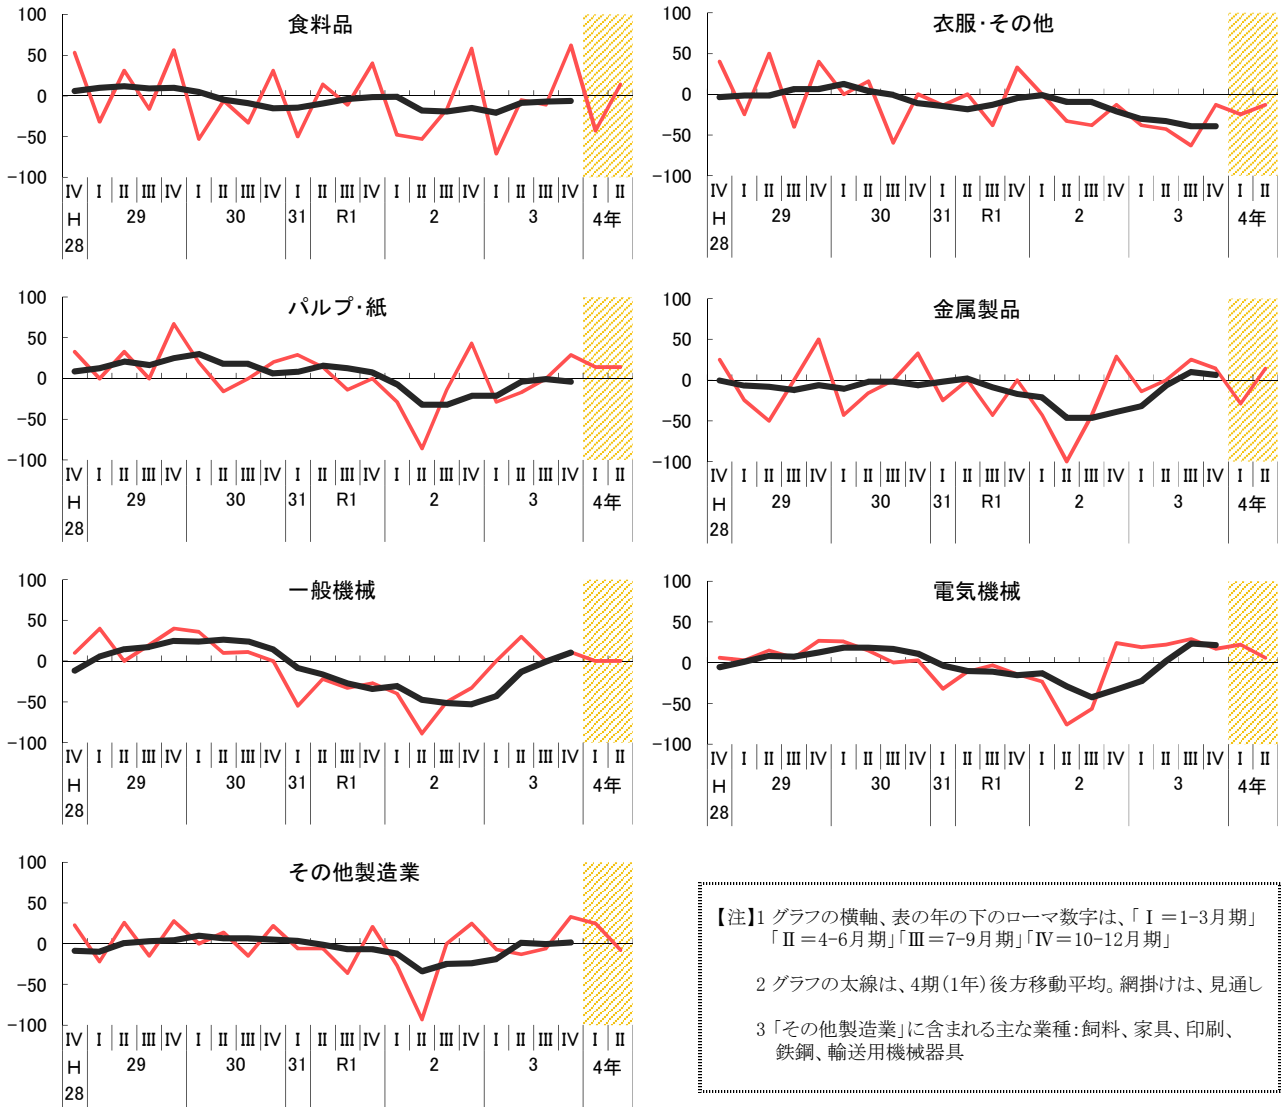 食料品
100
50
0
-50
-100
Ⅳ Ⅰ Ⅱ Ⅲ Ⅳ Ⅰ Ⅱ Ⅲ Ⅳ Ⅰ Ⅱ Ⅲ Ⅳ Ⅰ Ⅱ Ⅲ Ⅳ Ⅰ Ⅱ Ⅲ Ⅳ Ⅰ Ⅱ
H 29 30 31 R1 2 3 4年
28
衣服・その他
100
50
0
-50
-100
Ⅳ Ⅰ Ⅱ Ⅲ Ⅳ Ⅰ Ⅱ Ⅲ Ⅳ Ⅰ Ⅱ Ⅲ Ⅳ Ⅰ Ⅱ Ⅲ Ⅳ Ⅰ Ⅱ Ⅲ Ⅳ Ⅰ Ⅱ
H 29 30 31 R1 2 3 4年
28
パルプ・紙
100
50
0
-50
-100
Ⅳ Ⅰ Ⅱ Ⅲ Ⅳ Ⅰ Ⅱ Ⅲ Ⅳ Ⅰ Ⅱ Ⅲ Ⅳ Ⅰ Ⅱ Ⅲ Ⅳ Ⅰ Ⅱ Ⅲ Ⅳ Ⅰ Ⅱ
H 29 30 31 R1 2 3 4年
28
金属製品
100
50
0
-50
-100
Ⅳ Ⅰ Ⅱ Ⅲ Ⅳ Ⅰ Ⅱ Ⅲ Ⅳ Ⅰ Ⅱ Ⅲ Ⅳ Ⅰ Ⅱ Ⅲ Ⅳ Ⅰ Ⅱ Ⅲ Ⅳ Ⅰ Ⅱ
H 29 30 31 R1 2 3 4年
28
一般機械
100
50
0
-50
-100
Ⅳ Ⅰ Ⅱ Ⅲ Ⅳ Ⅰ Ⅱ Ⅲ Ⅳ Ⅰ Ⅱ Ⅲ Ⅳ Ⅰ Ⅱ Ⅲ Ⅳ Ⅰ Ⅱ Ⅲ Ⅳ Ⅰ Ⅱ
H 29 30 31 R1 2 3 4年
28
電気機械
100
50
0
-50
-100
Ⅳ Ⅰ Ⅱ Ⅲ Ⅳ Ⅰ Ⅱ Ⅲ Ⅳ Ⅰ Ⅱ Ⅲ Ⅳ Ⅰ Ⅱ Ⅲ Ⅳ Ⅰ Ⅱ Ⅲ Ⅳ Ⅰ Ⅱ
H 29 30 31 R1 2 3 4年
28
その他製造業
100
50
0
-50
-100
Ⅳ Ⅰ Ⅱ Ⅲ Ⅳ Ⅰ Ⅱ Ⅲ Ⅳ Ⅰ Ⅱ Ⅲ Ⅳ Ⅰ Ⅱ Ⅲ Ⅳ Ⅰ Ⅱ Ⅲ Ⅳ Ⅰ Ⅱ
H 29 30 31 R1 2 3 4年
28
【注】1 グラフの横軸、表の年の下のローマ数字は、「Ⅰ＝1-3月期」
「Ⅱ＝4-6月期」「Ⅲ＝7-9月期」「Ⅳ＝10-12月期」
2 グラフの太線は、4期(1年)後方移動平均。網掛けは、見通し
3 「その他製造業」に含まれる主な業種：飼料、家具、印刷、
鉄鋼、輸送用機械器具